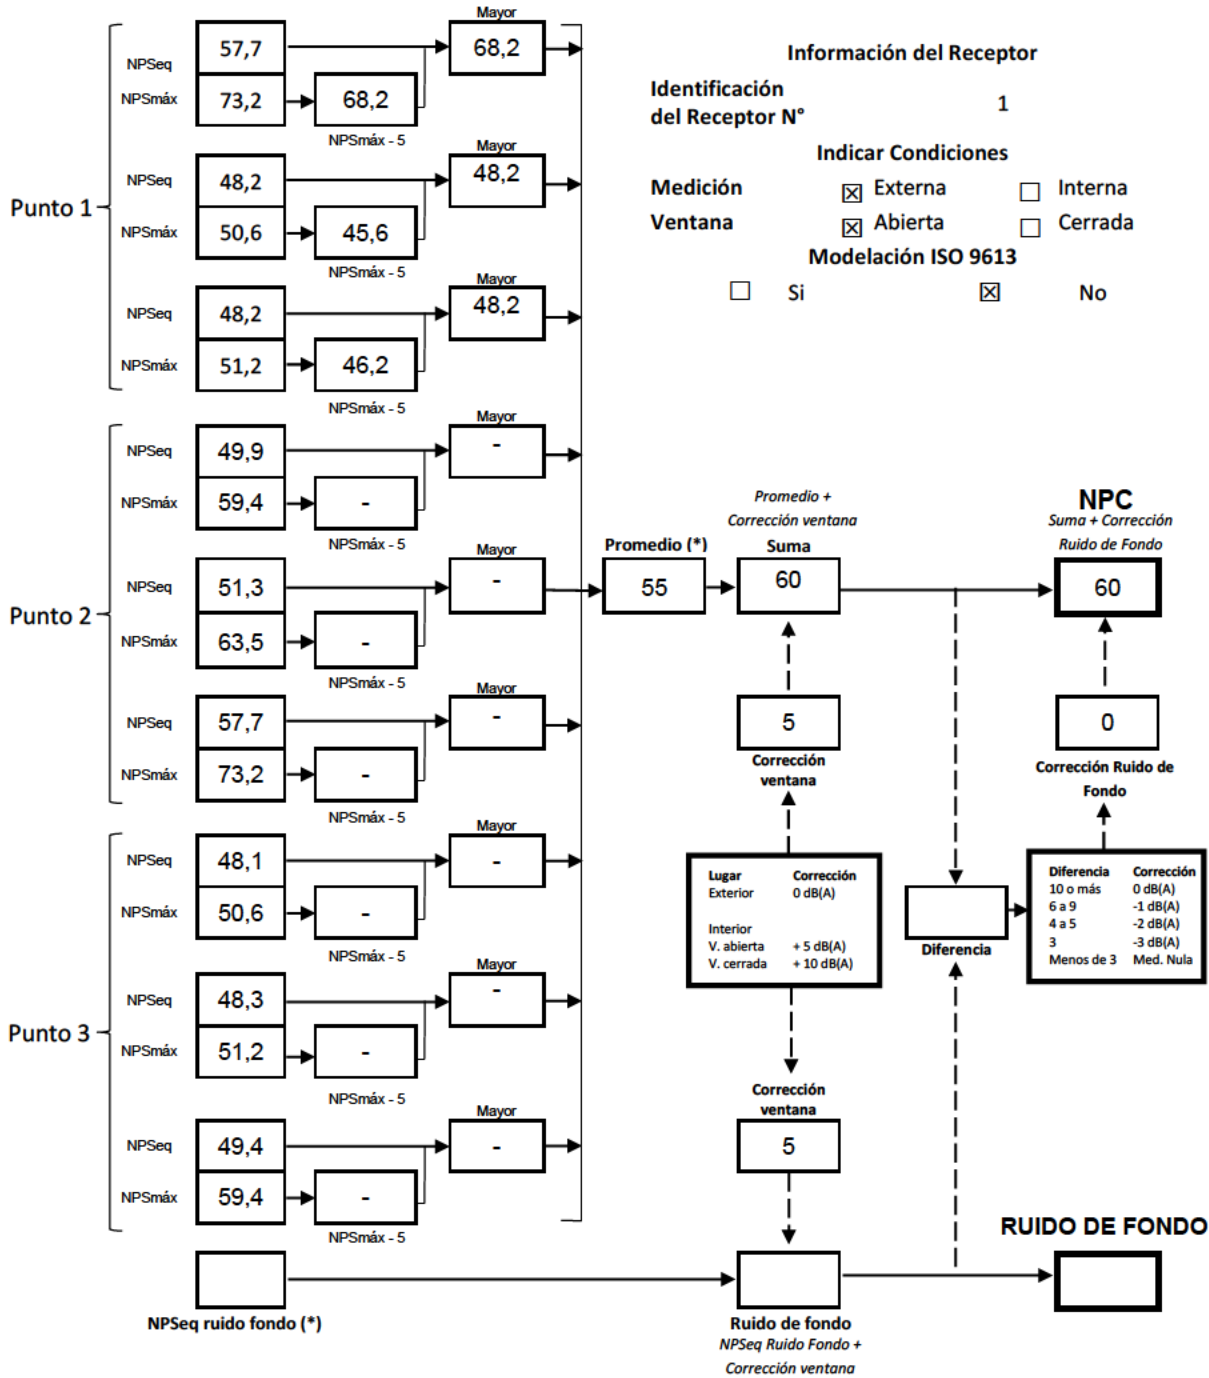 Información del Receptor
Identificación
del Receptor N°
1
Indicar Condiciones
Medición ☒ Externa ☐ Interna
Ventana ☒ Abierta ☐ Cerrada
Modelación ISO 9613
☐ Si ☒ No
Punto 1
Mayor
NPSeq 57,7 68,2
NPSmáx 73,2 68,2
NPSmáx - 5
Mayor
NPSeq 48,2 48,2
NPSmáx 50,6 45,6
NPSmáx - 5
Mayor
NPSeq 48,2 48,2
NPSmáx 51,2 46,2
NPSmáx - 5
Punto 2
Mayor
NPSeq 49,9 -
NPSmáx 59,4 -
NPSmáx - 5
Mayor
NPSeq 51,3 -
NPSmáx 63,5 -
NPSmáx - 5
Mayor
NPSeq 57,7 -
NPSmáx 73,2 -
NPSmáx - 5
Punto 3
Mayor
NPSeq 48,1 -
NPSmáx 50,6 -
NPSmáx - 5
Mayor
NPSeq 48,3 -
NPSmáx 51,2 -
NPSmáx - 5
Mayor
NPSeq 49,4 -
NPSmáx 59,4 -
NPSmáx - 5
NPSeq ruido fondo (*)
Promedio (*)
55
Promedio +
Corrección ventana
Suma
60
5
Corrección
ventana
Lugar Corrección
Exterior 0 dB(A)
Interior
V. abierta + 5 dB(A)
V. cerrada + 10 dB(A)
Corrección
ventana
5
Ruido de fondo
NPSeq Ruido Fondo +
Corrección ventana
NPC
Suma + Corrección
Ruido de Fondo
60
0
Corrección Ruido de
Fondo
Diferencia
Diferencia Corrección
10 o más 0 dB(A)
6 a 9 -1 dB(A)
4 a 5 -2 dB(A)
3 -3 dB(A)
Menos de 3 Med. Nula
RUIDO DE FONDO